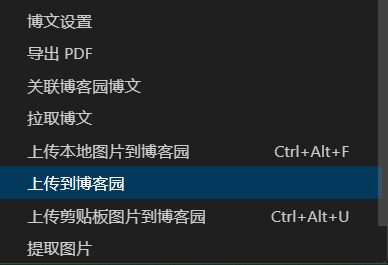 博文设置
导出 PDF
关联博客园博文
拉取博文
上传本地图片到博客园 Ctrl+Alt+F
上传到博客园
上传剪贴板图片到博客园 Ctrl+Alt+U
提取图片